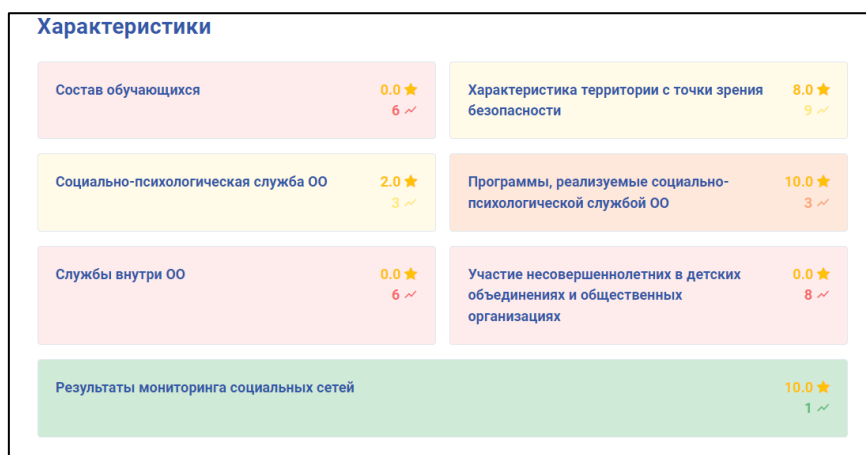 Характеристики
Состав обучающихся
0.0
6
Характеристика территории с точки зрения
безопасности
8.0
9
Социально-психологическая служба ОО
2.0
3
Программы, реализуемые социально-
психологической службой ОО
10.0
3
Службы внутри ОО
0.0
6
Участие несовершеннолетних в детских
объединениях и общественных
организациях
0.0
8
Результаты мониторинга социальных сетей
10.0
1